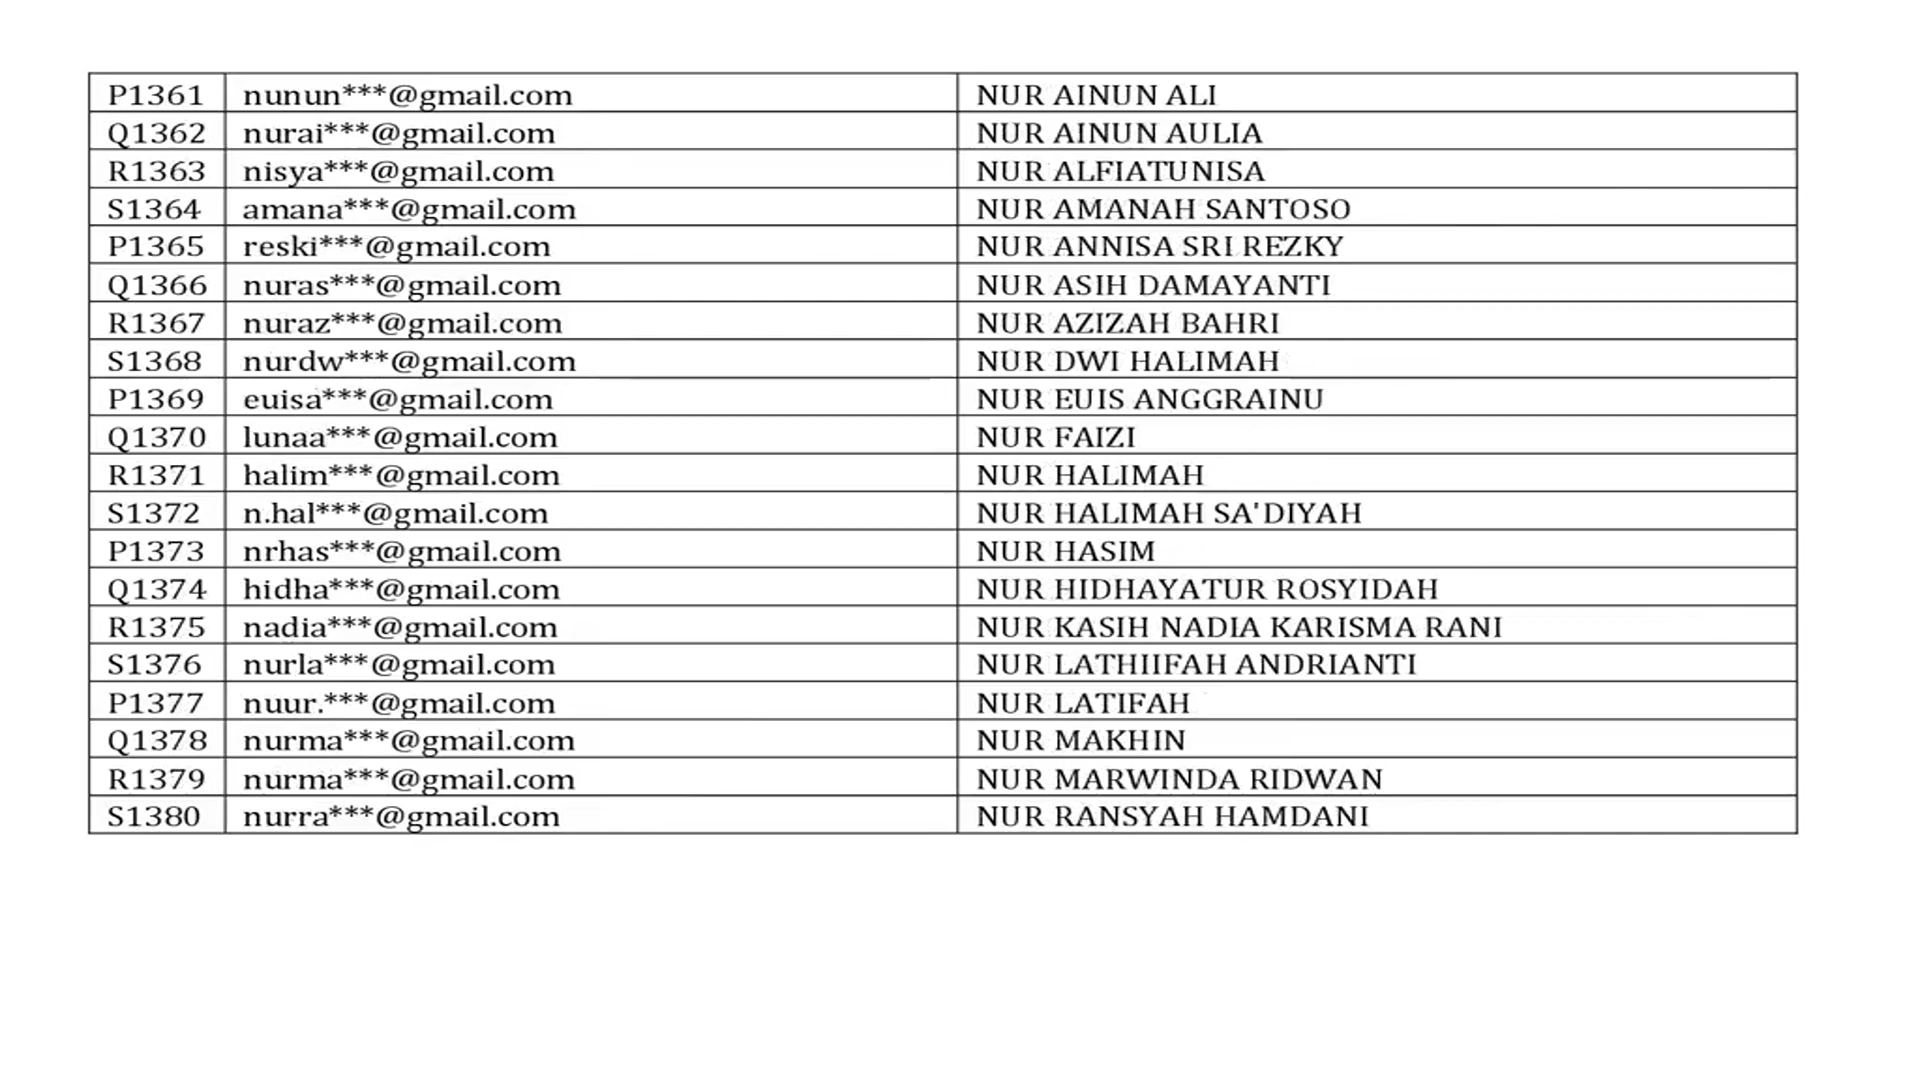 P1361 nunun***@gmail.com NUR AINUN ALI
Q1362 nurai***@gmail.com NUR AINUN AULIA
R1363 nisya***@gmail.com NUR ALFIATUNISA
S1364 amana***@gmail.com NUR AMANAH SANTOSO
P1365 reski***@gmail.com NUR ANNISA SRI REZKY
Q1366 nuras***@gmail.com NUR ASIH DAMAYANTI
R1367 nuraz***@gmail.com NUR AZIZAH BAHRI
S1368 nurdw***@gmail.com NUR DWI HALIMAH
P1369 euisa***@gmail.com NUR EUIS ANGGRAINU
Q1370 lunaa***@gmail.com NUR FAIZI
R1371 halim***@gmail.com NUR HALIMAH
S1372 n.hal***@gmail.com NUR HALIMAH SA'DIYAH
P1373 nrhas***@gmail.com NUR HASIM
Q1374 hidha***@gmail.com NUR HIDHAYATUR ROSYIDAH
R1375 nadia***@gmail.com NUR KASIH NADIA KARISMA RANI
S1376 nurla***@gmail.com NUR LATHIIFAH ANDRIANTI
P1377 nuur.***@gmail.com NUR LATIFAH
Q1378 nurma***@gmail.com NUR MAKHIN
R1379 nurma***@gmail.com NUR MARWINDA RIDWAN
S1380 nurra***@gmail.com NUR RANSYAH HAMDANI